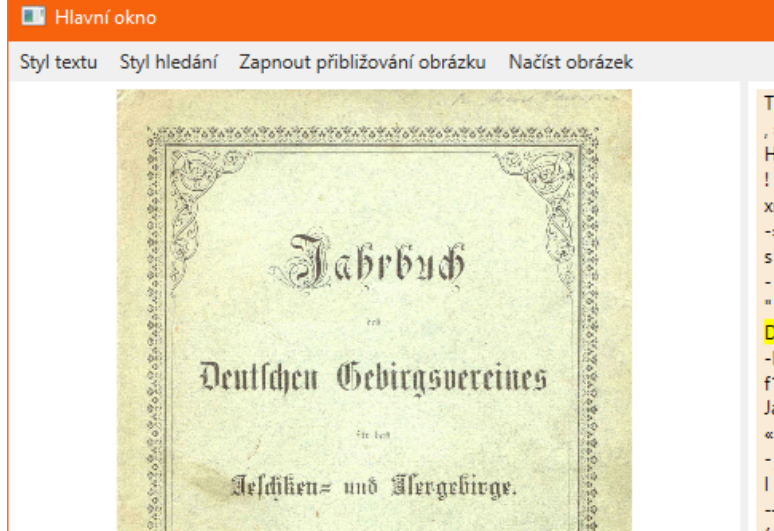 Hlavní okno
Styl textu Styl hledání Zapnout přibližování obrázku Načíst obrázek
Jahrbuch
des
Deutſchen Gebirgsvereines
für das
Jeſchken= und Iſergebirge.